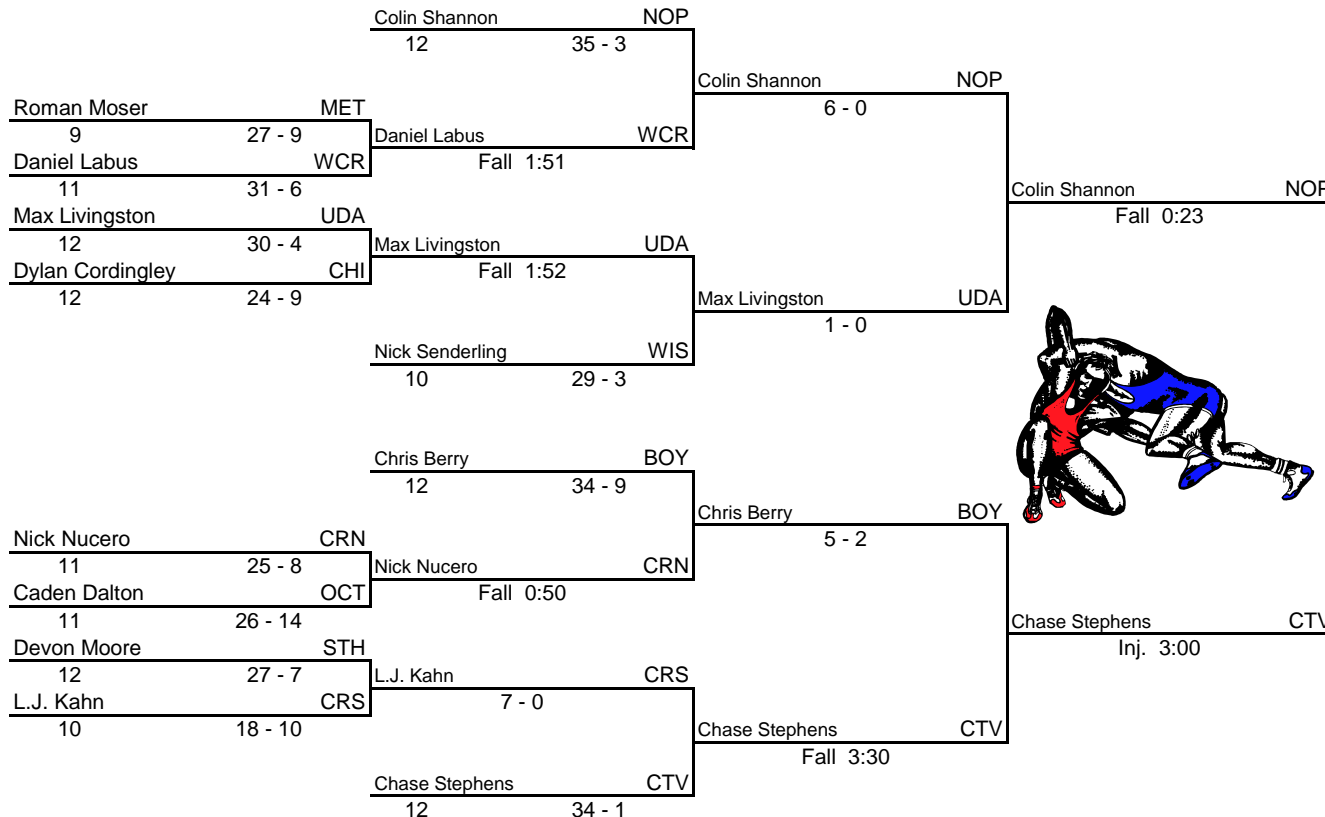 Colin Shannon NOP
12 35 - 3
Colin Shannon NOP
6 - 0
Roman Moser MET
9 27 - 9
Daniel Labus WCR
Fall 1:51
Daniel Labus WCR
11 31 - 6
Colin Shannon NOP
Fall 0:23
Max Livingston UDA
12 30 - 4
Max Livingston UDA
Fall 1:52
Dylan Cordingley CHI
12 24 - 9
Max Livingston UDA
1 - 0
Nick Senderling WIS
10 29 - 3
Chris Berry BOY
12 34 - 9
Chris Berry BOY
5 - 2
Nick Nucero CRN
11 25 - 8
Nick Nucero CRN
Fall 0:50
Caden Dalton OCT
11 26 - 14
Chase Stephens CTV
Inj. 3:00
Devon Moore STH
12 27 - 7
L.J. Kahn CRS
7 - 0
L.J. Kahn CRS
10 18 - 10
Chase Stephens CTV
Fall 3:30
Chase Stephens CTV
12 34 - 1